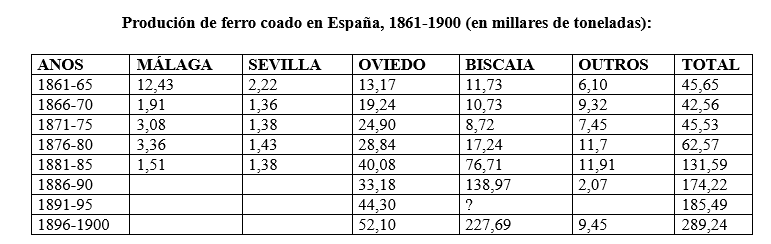 Produción de ferro coado en España, 1861-1900 (en millares de toneladas):
ANOS MÁLAGA SEVILLA OVIEDO BISCAIA OUTROS TOTAL
1861-65 12,43 2,22 13,17 11,73 6,10 45,65
1866-70 1,91 1,36 19,24 10,73 9,32 42,56
1871-75 3,08 1,38 24,90 8,72 7,45 45,53
1876-80 3,36 1,43 28,84 17,24 11,7 62,57
1881-85 1,51 1,38 40,08 76,71 11,91 131,59
1886-90 33,18 138,97 2,07 174,22
1891-95 44,30 ? 185,49
1896-1900 52,10 227,69 9,45 289,24